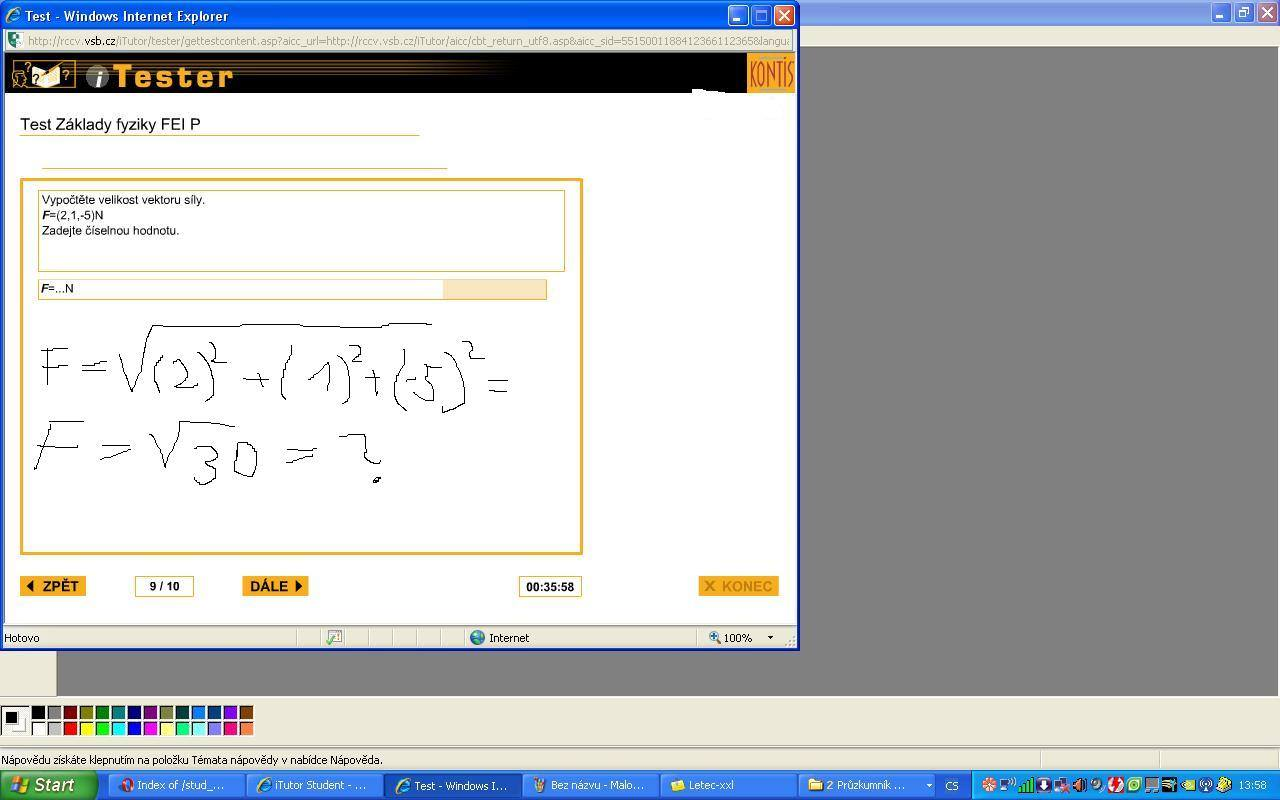 Test - Windows Internet Explorer
http://rccv.vsb.cz/iTutor/tester/gettestcontent.asp?aicc_url=http://rccv.vsb.cz/iTutor/aicc/cbt_return_utf8.asp&aicc_sid=5515001188412366112365&langua
i Tester
KONTIS
Test Základy fyziky FEI P
Vypočtěte velikost vektoru síly.
F=(2,1,-5)N
Zadejte číselnou hodnotu.
F=...N
F = √(2)² + (1)² + (-5)² =
F = √30 = ?
ZPĚT
9 / 10
DÁLE
00:35:58
X KONEC
Hotovo
Internet
100%
Nápovědu získáte klepnutím na položku Témata nápovědy v nabídce Nápověda.
Start
Index of /stud_...
iTutor Student - ...
Test - Windows I...
Bez názvu - Malo...
Letec-xxl
2 Průzkumník ...
CS
13:58